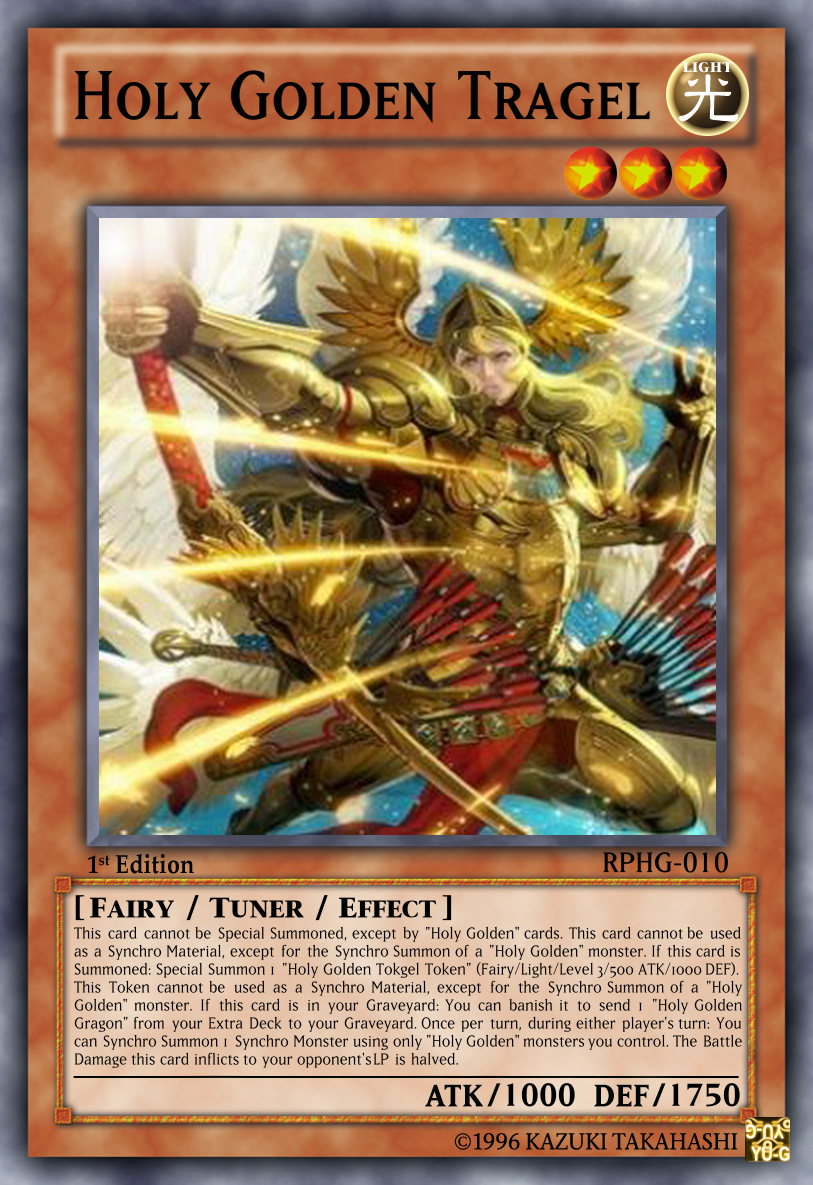 HOLY GOLDEN TRAGEL
LIGHT
光
1st Edition
RPHG-010
[ FAIRY / TUNER / EFFECT ]
This card cannot be Special Summoned, except by "Holy Golden" cards. This card cannot be used
as a Synchro Material, except for the Synchro Summon of a "Holy Golden" monster. If this card is
Summoned: Special Summon 1 "Holy Golden Tokgel Token" (Fairy/Light/Level 3/500 ATK/1000 DEF).
This Token cannot be used as a Synchro Material, except for the Synchro Summon of a "Holy
Golden" monster. If this card is in your Graveyard: You can banish it to send 1 "Holy Golden
Gragon" from your Extra Deck to your Graveyard. Once per turn, during either player's turn: You
can Synchro Summon 1 Synchro Monster using only "Holy Golden" monsters you control. The Battle
Damage this card inflicts to your opponent's LP is halved.
ATK/1000 DEF/1750
©1996 KAZUKI TAKAHASHI
YU-G